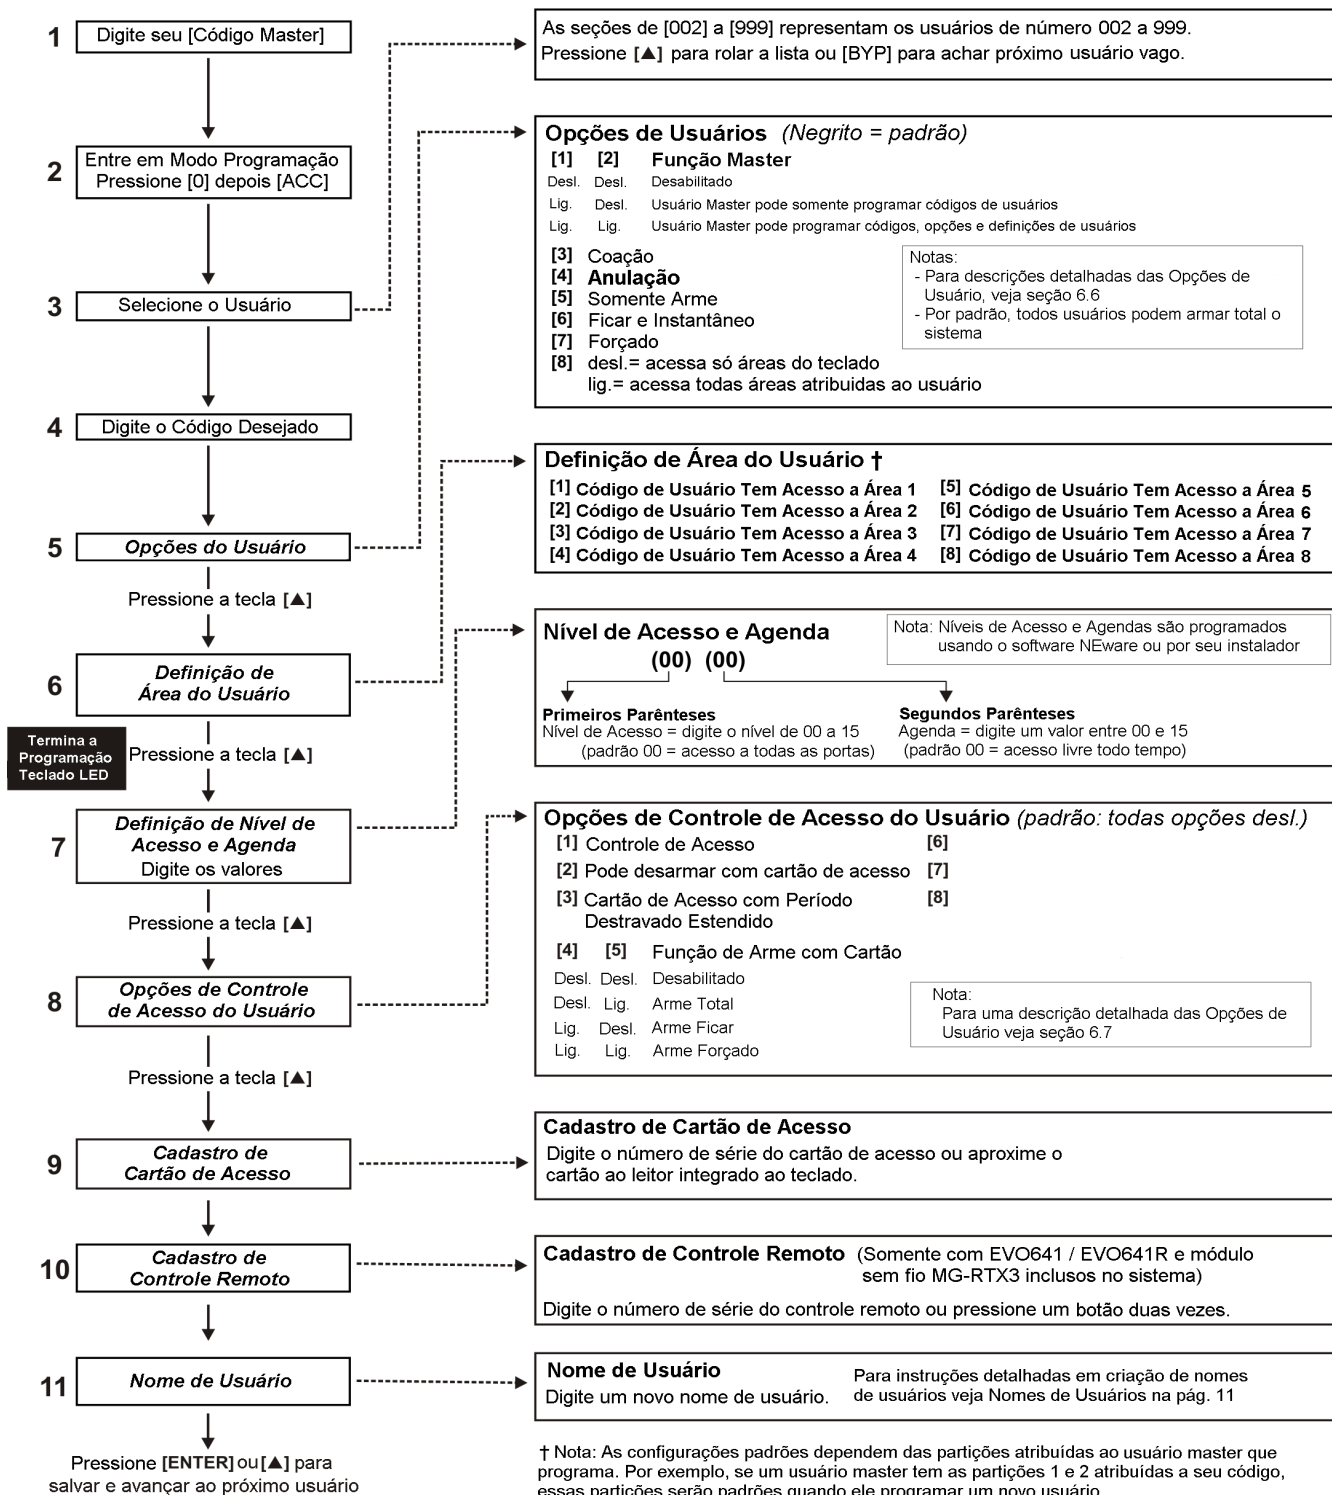 1
Digite seu [Código Master]
2
Entre em Modo Programação
Pressione [0] depois [ACC]
3
Selecione o Usuário
4
Digite o Código Desejado
5
Opções do Usuário
Pressione a tecla [▲]
6
Definição de
Área do Usuário
Termina a
Programação
Teclado LED
Pressione a tecla [▲]
7
Definição de Nível de
Acesso e Agenda
Digite os valores
Pressione a tecla [▲]
8
Opções de Controle
de Acesso do Usuário
Pressione a tecla [▲]
9
Cadastro de
Cartão de Acesso
10
Cadastro de
Controle Remoto
11
Nome de Usuário
Pressione [ENTER] ou [▲] para
salvar e avançar ao próximo usuário
As seções de [002] a [999] representam os usuários de número 002 a 999.
Pressione [▲] para rolar a lista ou [BYP] para achar próximo usuário vago.
Opções de Usuários (Negrito = padrão)
[1] [2] Função Master
Desl. Desl. Desabilitado
Lig. Desl. Usuário Master pode somente programar códigos de usuários
Lig. Lig. Usuário Master pode programar códigos, opções e definições de usuários
[3] Coação
[4] Anulação
[5] Somente Arme
[6] Ficar e Instantâneo
[7] Forçado
[8] desl.= acessa só áreas do teclado
lig.= acessa todas áreas atribuidas ao usuário
Notas:
- Para descrições detalhadas das Opções de
Usuário, veja seção 6.6
- Por padrão, todos usuários podem armar total o
sistema
Definição de Área do Usuário †
[1] Código de Usuário Tem Acesso a Área 1
[2] Código de Usuário Tem Acesso a Área 2
[3] Código de Usuário Tem Acesso a Área 3
[4] Código de Usuário Tem Acesso a Área 4
[5] Código de Usuário Tem Acesso a Área 5
[6] Código de Usuário Tem Acesso a Área 6
[7] Código de Usuário Tem Acesso a Área 7
[8] Código de Usuário Tem Acesso a Área 8
Nível de Acesso e Agenda
(00) (00)
Nota: Níveis de Acesso e Agendas são programados
usando o software NEware ou por seu instalador
Primeiros Parênteses
Nível de Acesso = digite o nível de 00 a 15
(padrão 00 = acesso a todas as portas)
Segundos Parênteses
Agenda = digite um valor entre 00 e 15
(padrão 00 = acesso livre todo tempo)
Opções de Controle de Acesso do Usuário (padrão: todas opções desl.)
[1] Controle de Acesso [6]
[2] Pode desarmar com cartão de acesso [7]
[3] Cartão de Acesso com Período [8]
Destravado Estendido
[4] [5] Função de Arme com Cartão
Desl. Desl. Desabilitado
Desl. Lig. Arme Total
Lig. Desl. Arme Ficar
Lig. Lig. Arme Forçado
Nota:
Para uma descrição detalhada das Opções de
Usuário veja seção 6.7
Cadastro de Cartão de Acesso
Digite o número de série do cartão de acesso ou aproxime o
cartão ao leitor integrado ao teclado.
Cadastro de Controle Remoto (Somente com EVO641 / EVO641R e módulo
sem fio MG-RTX3 inclusos no sistema)
Digite o número de série do controle remoto ou pressione um botão duas vezes.
Nome de Usuário
Digite um novo nome de usuário.
Para instruções detalhadas em criação de nomes
de usuários veja Nomes de Usuários na pág. 11
† Nota: As configurações padrões dependem das partições atribuídas ao usuário master que
programa. Por exemplo, se um usuário master tem as partições 1 e 2 atribuídas a seu código,
essas partições serão padrões quando ele programar um novo usuário